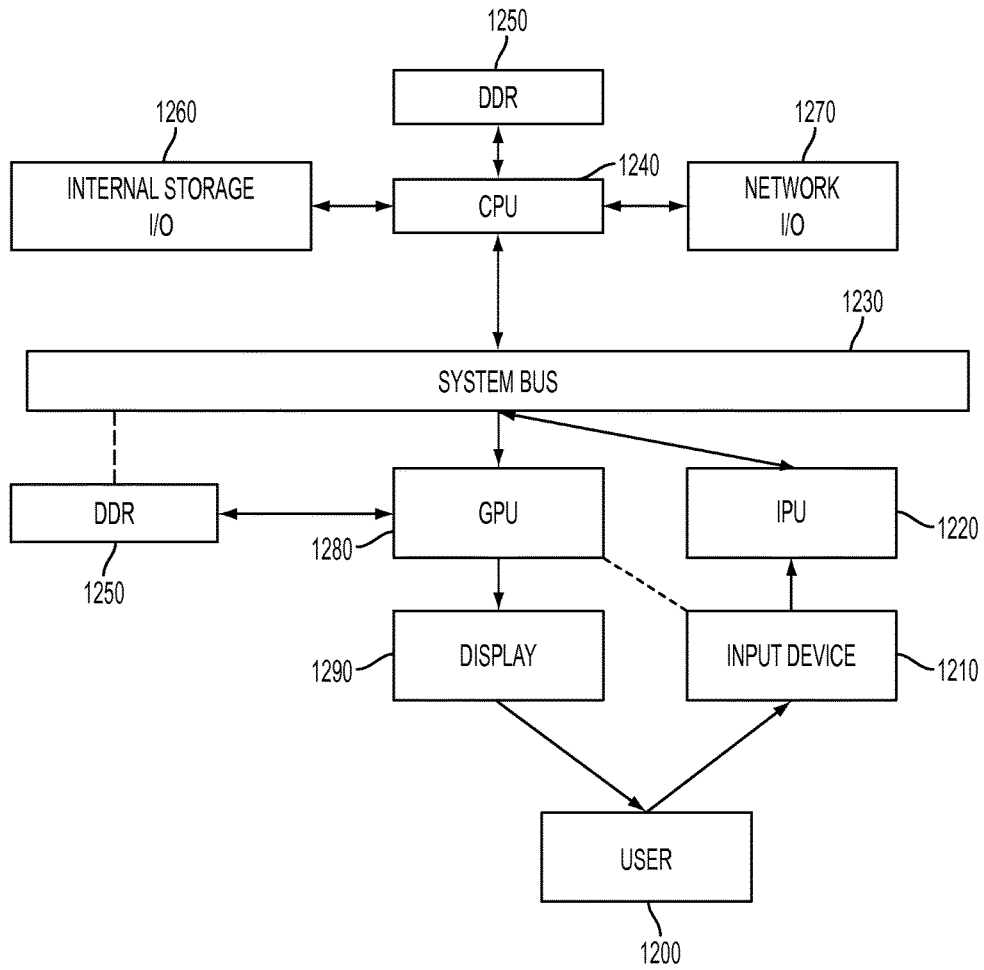 1250
DDR
1260
1270
1240
INTERNAL STORAGE
I/O
CPU
NETWORK
I/O
1230
SYSTEM BUS
DDR
1250
GPU
1280
IPU
1220
DISPLAY
1290
INPUT DEVICE
1210
USER
1200